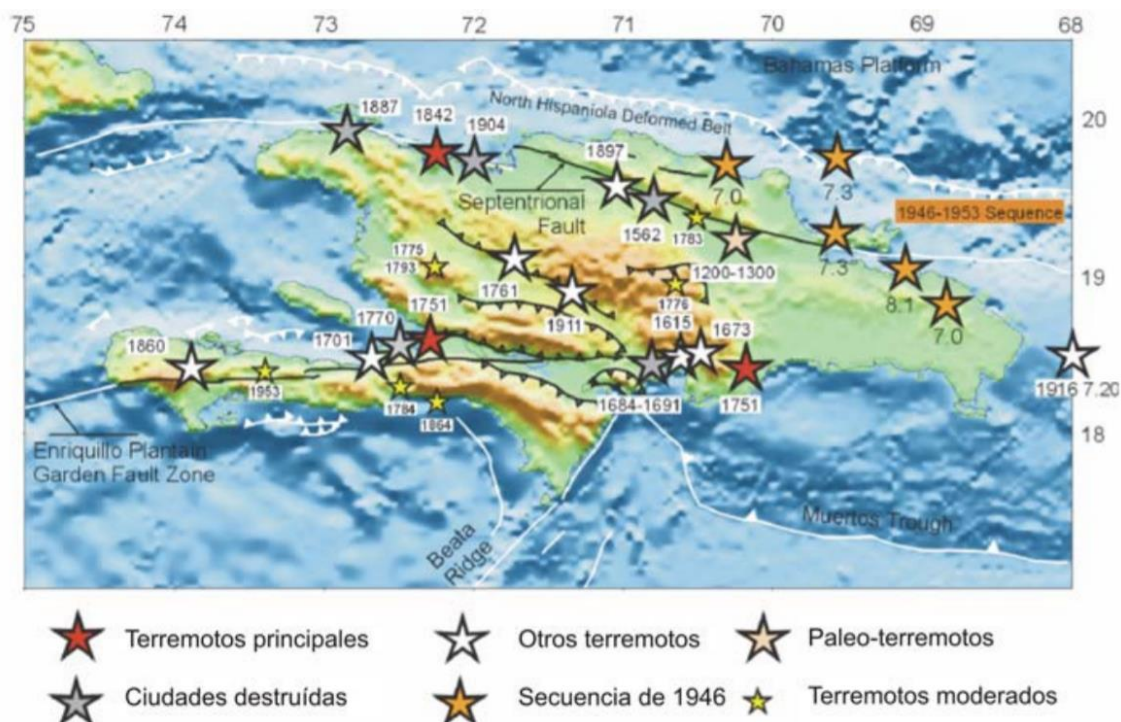 75 74 73 72 71 70 69 68
Bahamas Platform
20
1887
1842
1904
North Hispaniola Deformed Belt
1897
7.0
7.3
Septentrional
Fault
1562
1783
1946-1953 Sequence
7.3
1200-1300
19
1775
1793
1761
1776
8.1
1751
1770
1911
1615
1673
7.0
1701
1860
1953
1784
1864
1684-1691
1751
1916 7.20
18
Enriquillo Plantain
Garden Fault Zone
Beata
Ridge
Muertos Trough
Terremotos principales
Otros terremotos
Paleo-terremotos
Ciudades destruídas
Secuencia de 1946
Terremotos moderados